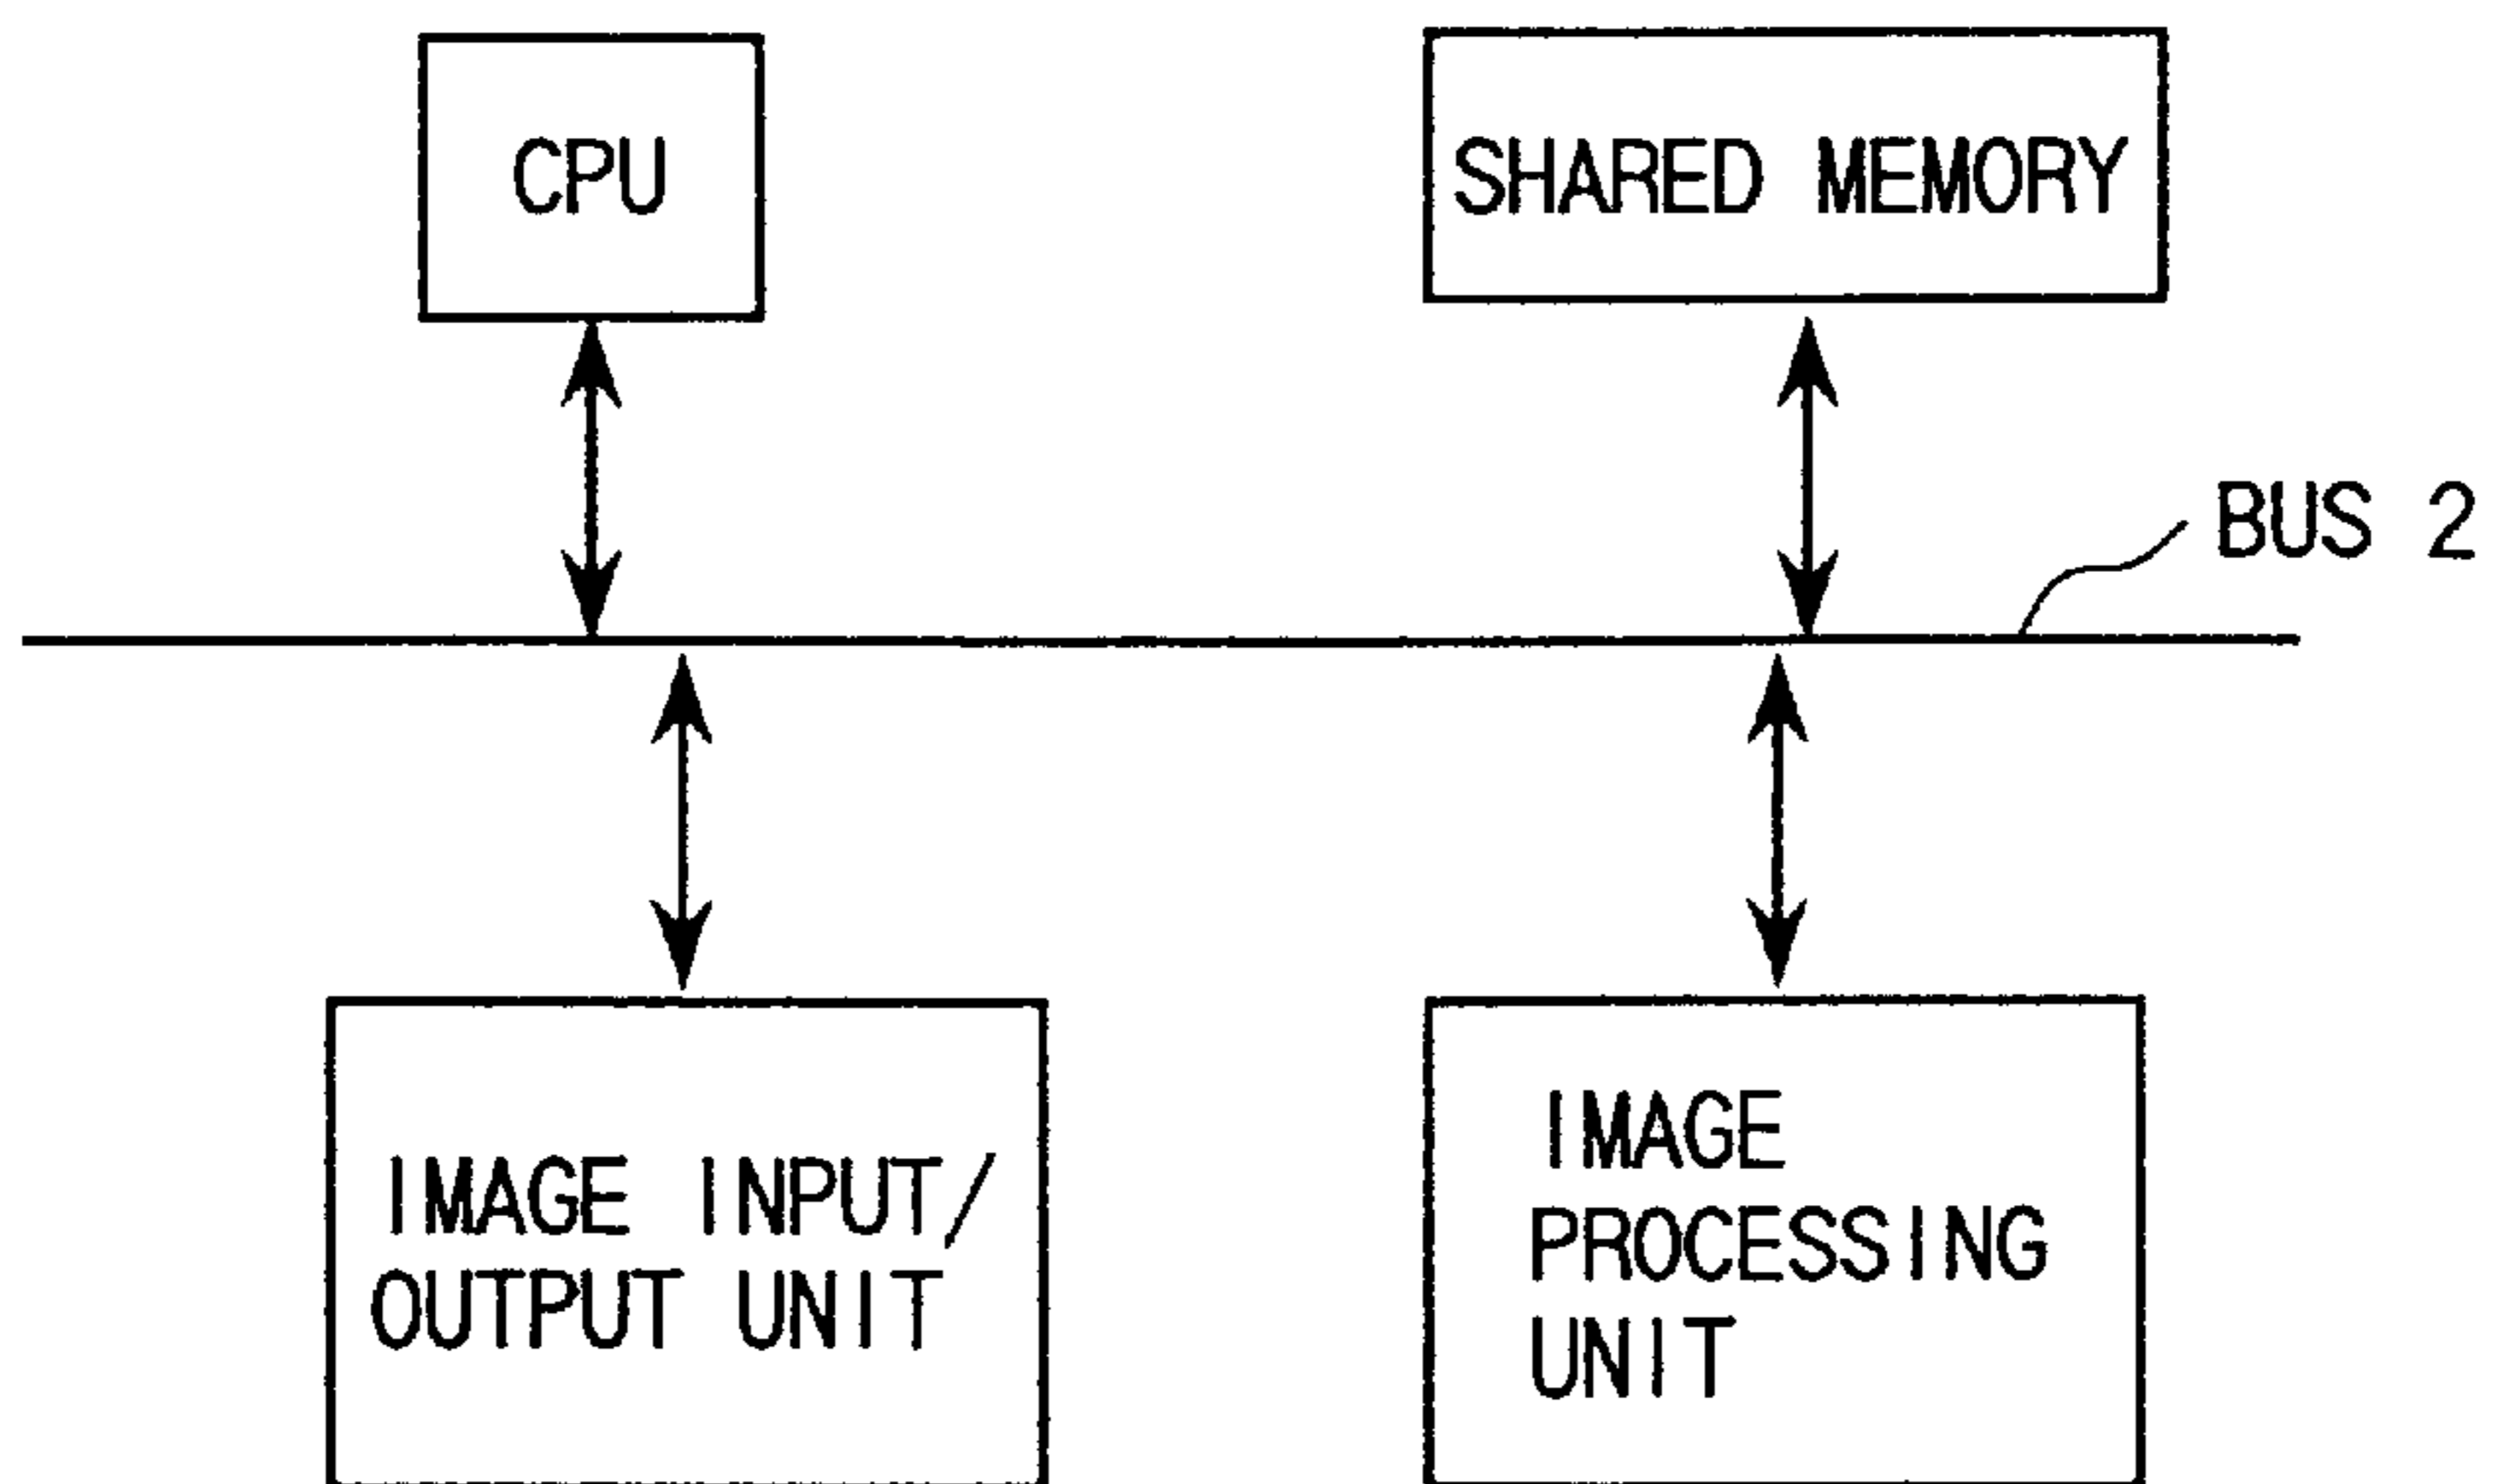 CPU
SHARED MEMORY
BUS 2
IMAGE INPUT/
OUTPUT UNIT
IMAGE
PROCESSING
UNIT